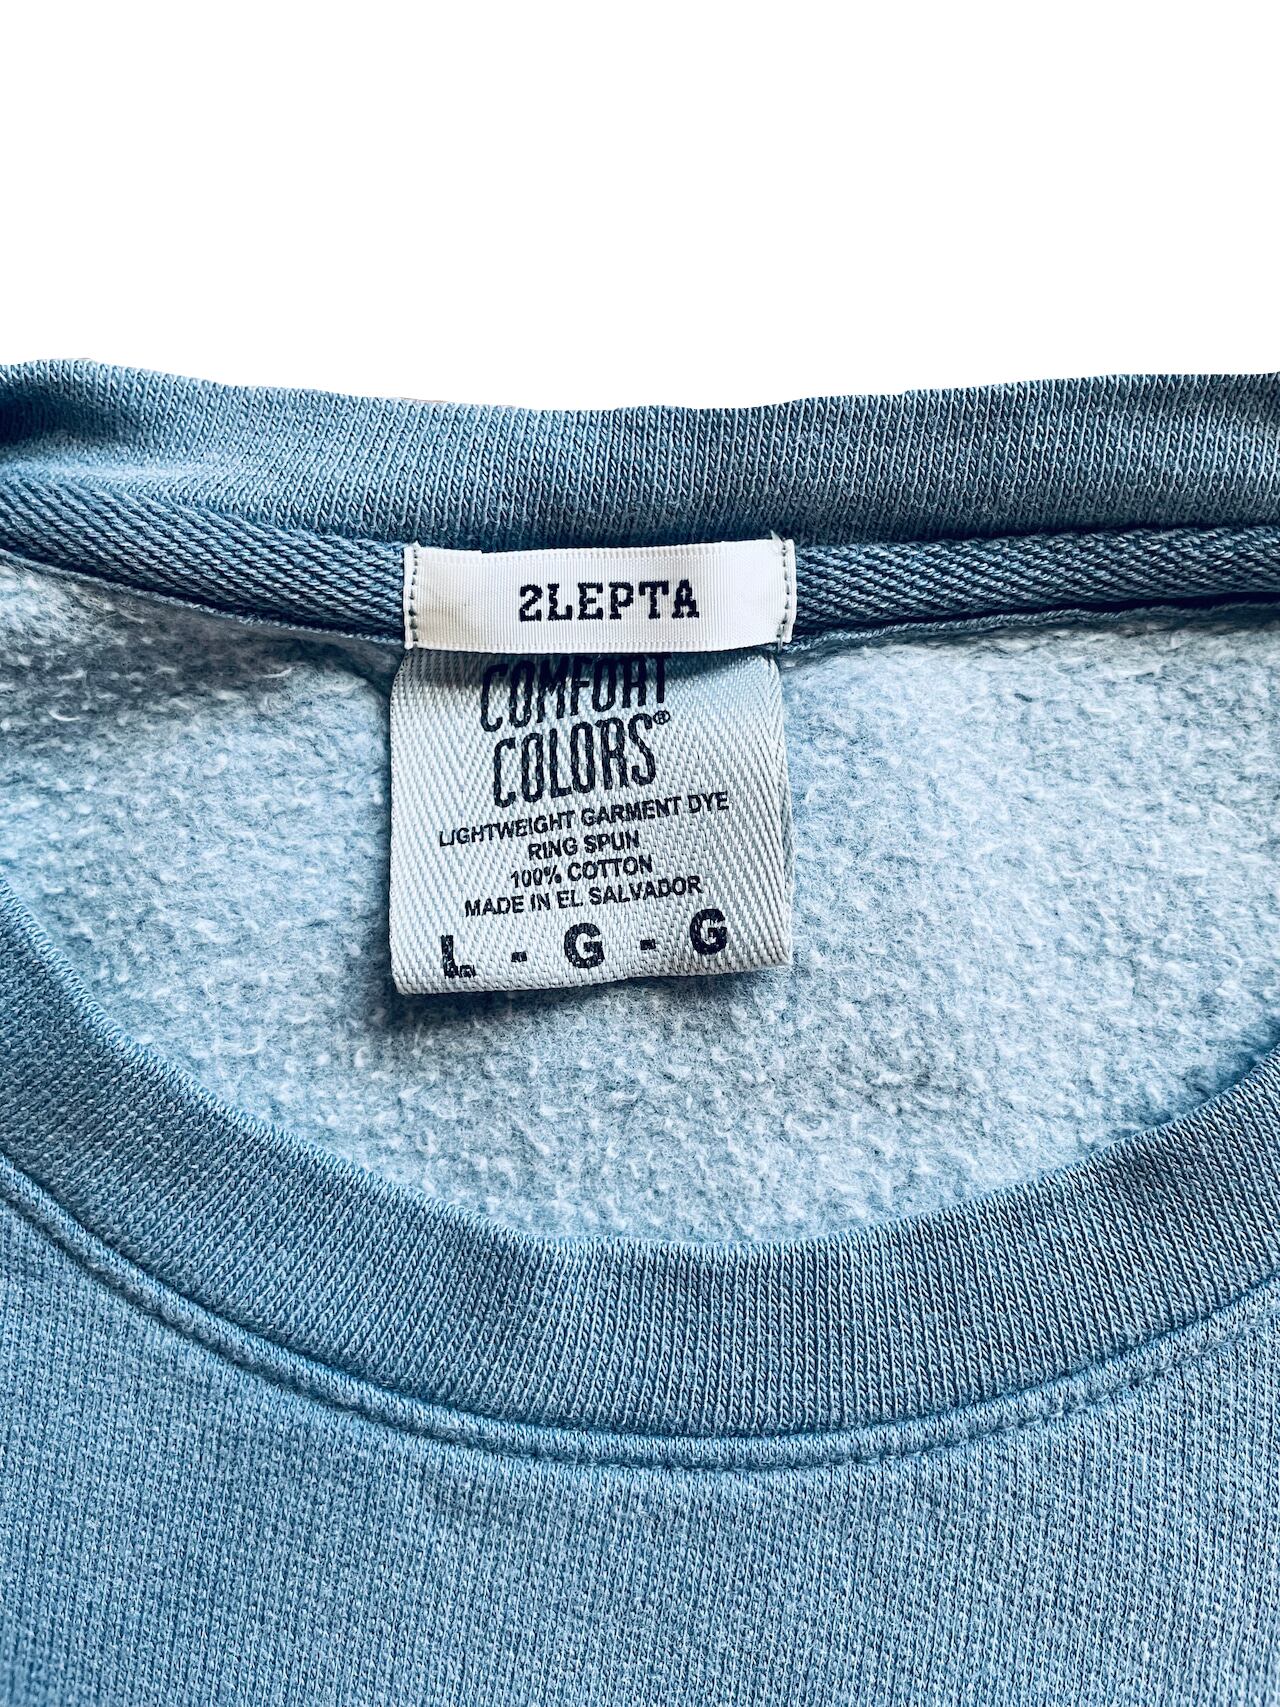 2LEPTA
COMFORT
COLORS®
LIGHTWEIGHT GARMENT DYE
RING SPUN
100% COTTON
MADE IN EL SALVADOR
L - G - G